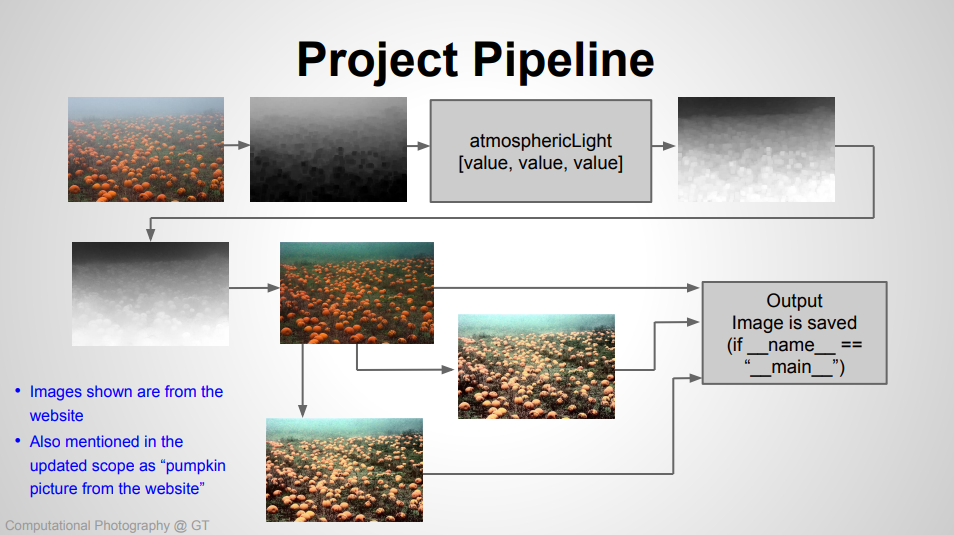 Project Pipeline
atmosphericLight
[value, value, value]
Output
Image is saved
(if __name__ ==
“__main__”)
• Images shown are from the
website
• Also mentioned in the
updated scope as “pumpkin
picture from the website”
Computational Photography @ GT